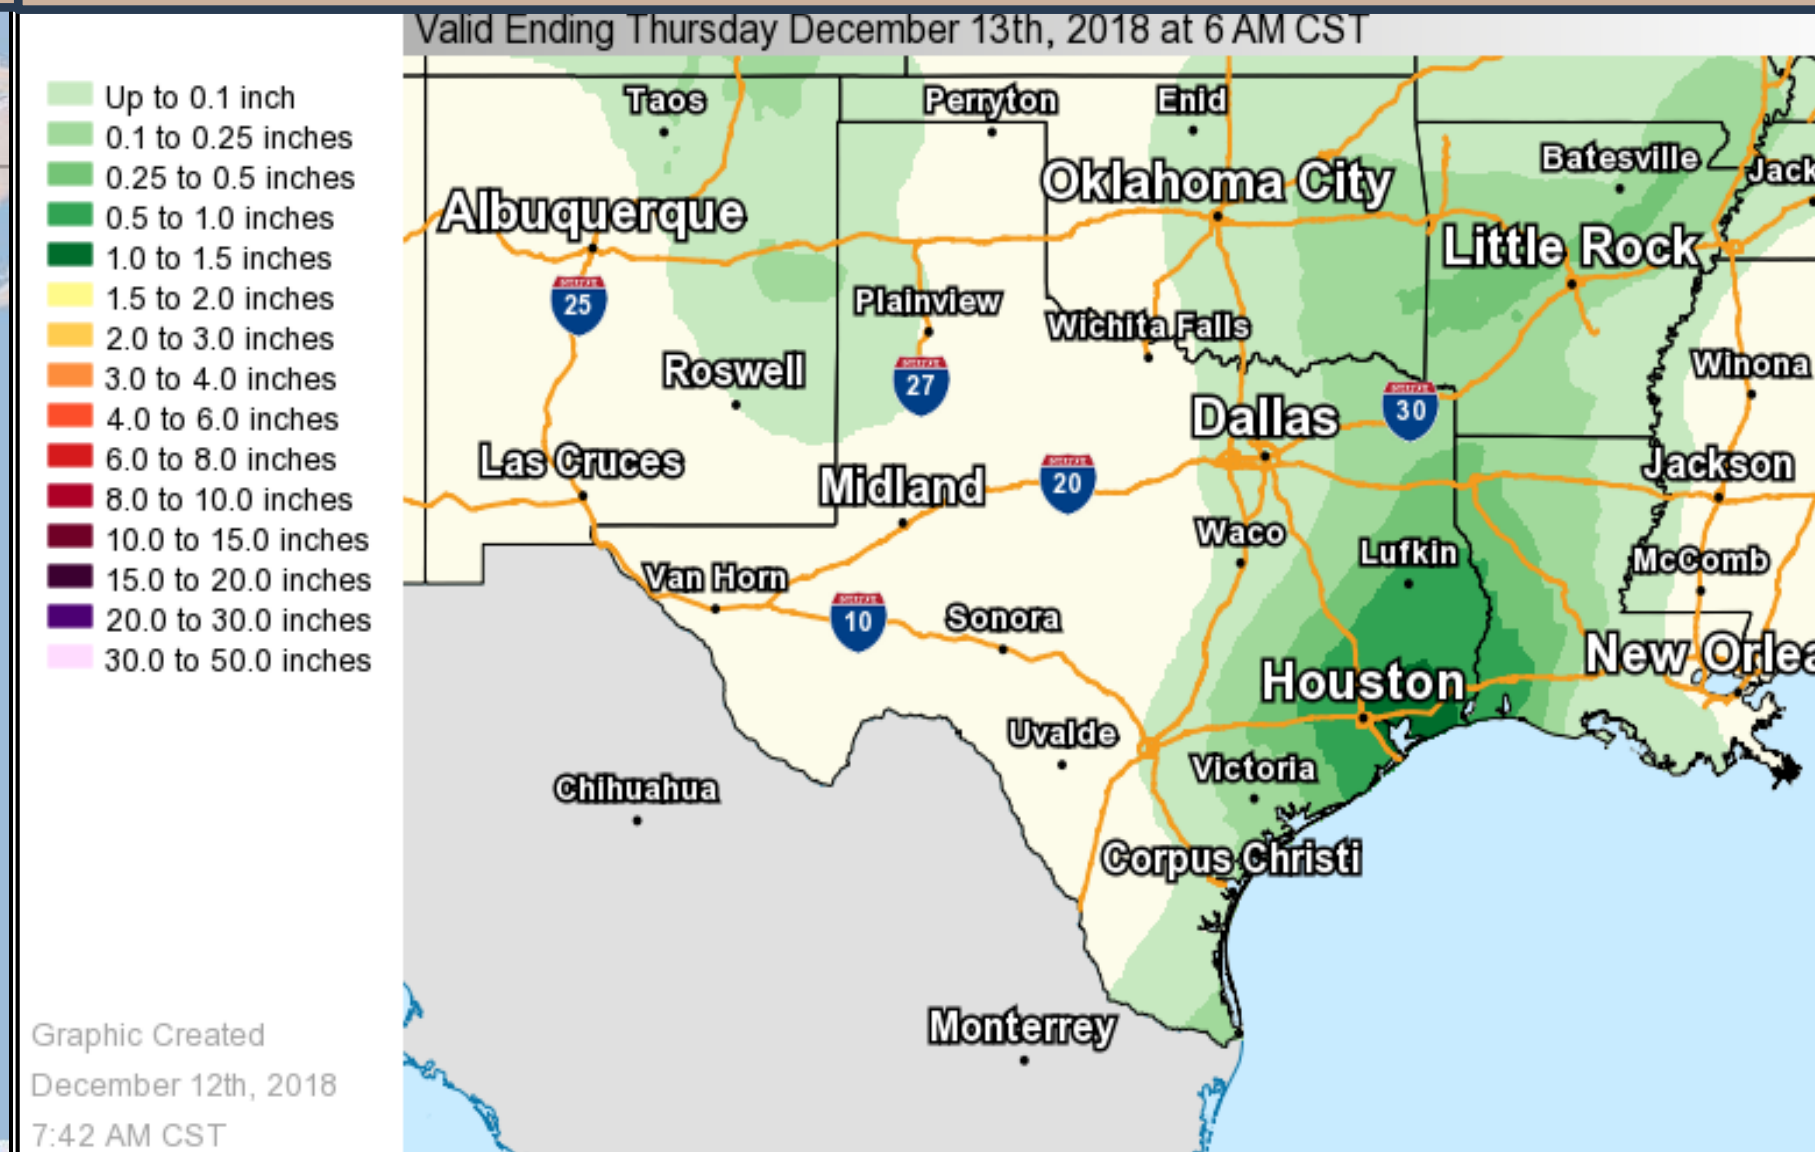 Valid Ending Thursday December 13th, 2018 at 6 AM CST
Up to 0.1 inch
0.1 to 0.25 inches
0.25 to 0.5 inches
0.5 to 1.0 inches
1.0 to 1.5 inches
1.5 to 2.0 inches
2.0 to 3.0 inches
3.0 to 4.0 inches
4.0 to 6.0 inches
6.0 to 8.0 inches
8.0 to 10.0 inches
10.0 to 15.0 inches
15.0 to 20.0 inches
20.0 to 30.0 inches
30.0 to 50.0 inches
Graphic Created
December 12th, 2018
7:42 AM CST
Taos
Perryton
Enid
Batesville
Jack
Oklahoma City
Albuquerque
Little Rock
25
Plainview
Wichita Falls
Winona
Roswell
27
30
Dallas
Las Cruces
Midland
20
Jackson
Waco
Lufkin
McComb
Van Horn
10
Sonora
New Orlea
Houston
Uvalde
Victoria
Chihuahua
Corpus Christi
Monterrey